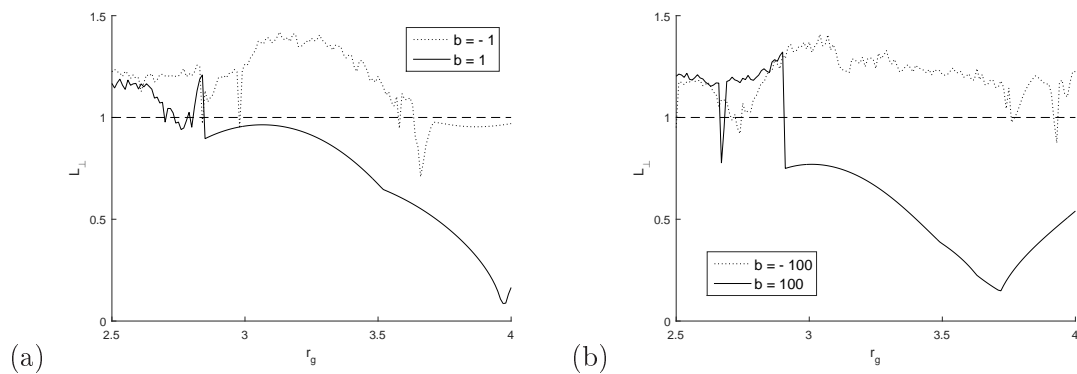 1.5
1
0.5
0
L⊥
b = - 1
b = 1
2.5 3 3.5 4
r_g
(a)
1.5
1
0.5
0
L⊥
b = - 100
b = 100
2.5 3 3.5 4
r_g
(b)